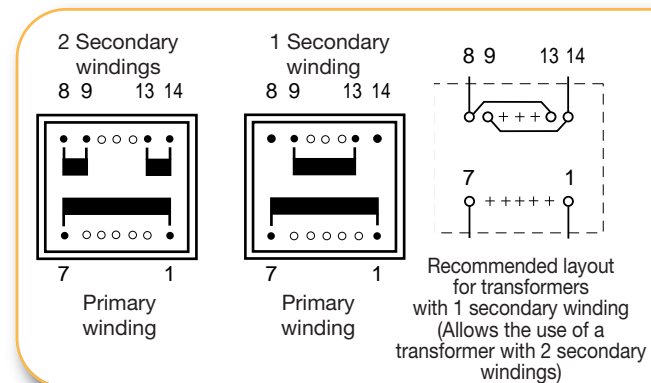 2 Secondary
windings
8 9 13 14
7 1
Primary
winding
1 Secondary
winding
8 9 13 14
7 1
Primary
winding
8 9 13 14
7 1
Recommended layout
for transformers
with 1 secondary winding
(Allows the use of a
transformer with 2 secondary
windings)